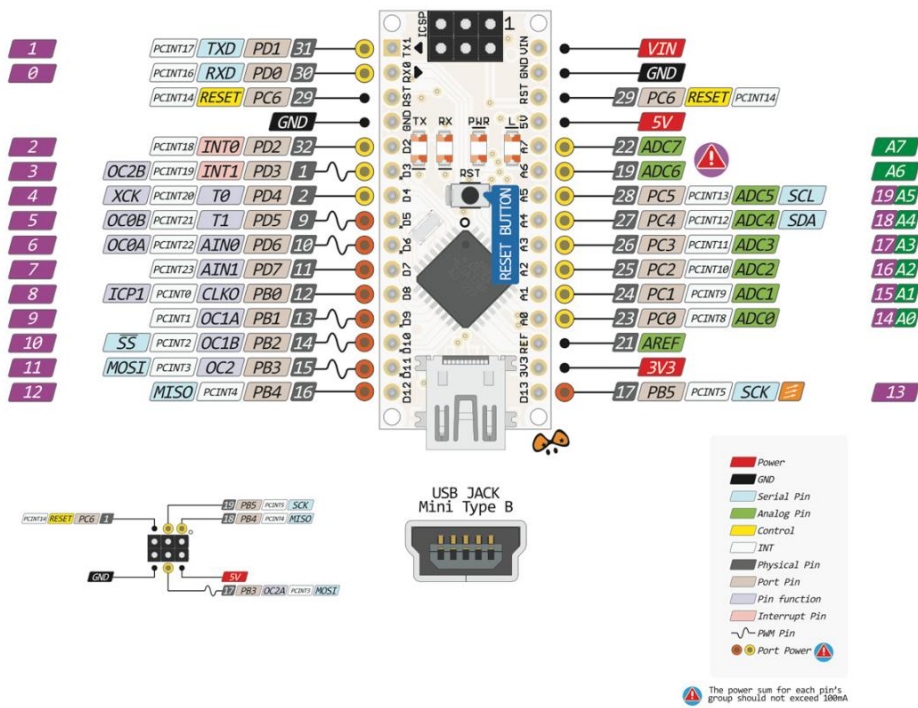 1 PCINT17 TXD PD1 31 TX1 ICSP 1 VIN VIN
0 PCINT16 RXD PD0 30 RX0 GND GND
PCINT14 RESET PC6 29 RST RST 29 PC6 RESET PCINT14
GND GND 5V 5V
TX RX PWR L
2 PCINT18 INT0 PD2 32 D2 A7 22 ADC7 A7
3 OC2B PCINT19 INT1 PD3 1 D3 A6 19 ADC6 A6
RST
4 XCK PCINT20 T0 PD4 2 D4 A5 28 PC5 PCINT13 ADC5 SCL 19 A5
5 OC0B PCINT21 T1 PD5 9 D5 A4 27 PC4 PCINT12 ADC4 SDA 18 A4
RESET BUTTON
6 OC0A PCINT22 AIN0 PD6 10 D6 A3 26 PC3 PCINT11 ADC3 17 A3
7 PCINT23 AIN1 PD7 11 D7 A2 25 PC2 PCINT10 ADC2 16 A2
8 ICP1 PCINT0 CLKO PB0 12 D8 A1 24 PC1 PCINT9 ADC1 15 A1
9 PCINT1 OC1A PB1 13 D9 A0 23 PC0 PCINT8 ADC0 14 A0
10 SS PCINT2 OC1B PB2 14 D10 REF 21 AREF
11 MOSI PCINT3 OC2 PB3 15 D11 3V3 3V3
12 MISO PCINT4 PB4 16 D12 D13 17 PB5 PCINT5 SCK 13
19 PB5 PCINT5 SCK
PCINT14 RESET PC6 1 18 PB4 PCINT4 MISO
GND 5V
17 PB3 OC2A PCINT3 MOSI
USB JACK
Mini Type B
Power
GND
Serial Pin
Analog Pin
Control
INT
Physical Pin
Port Pin
Pin function
Interrupt Pin
PWM Pin
Port Power
The power sum for each pin's
group should not exceed 100mA